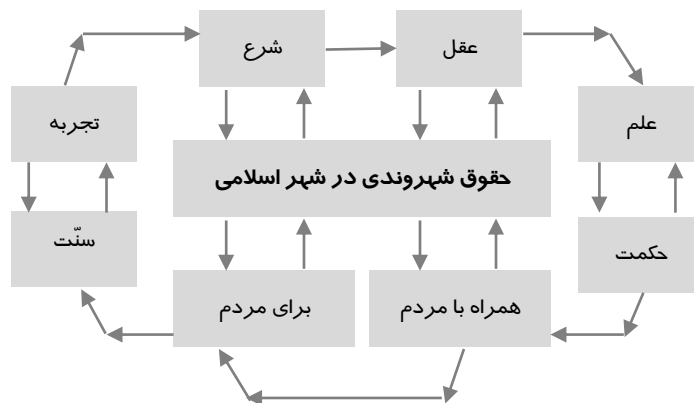 شرع
عقل
تجربه
علم
حقوق شهروندی در شهر اسلامی
سنّت
حکمت
برای مردم
همراه با مردم